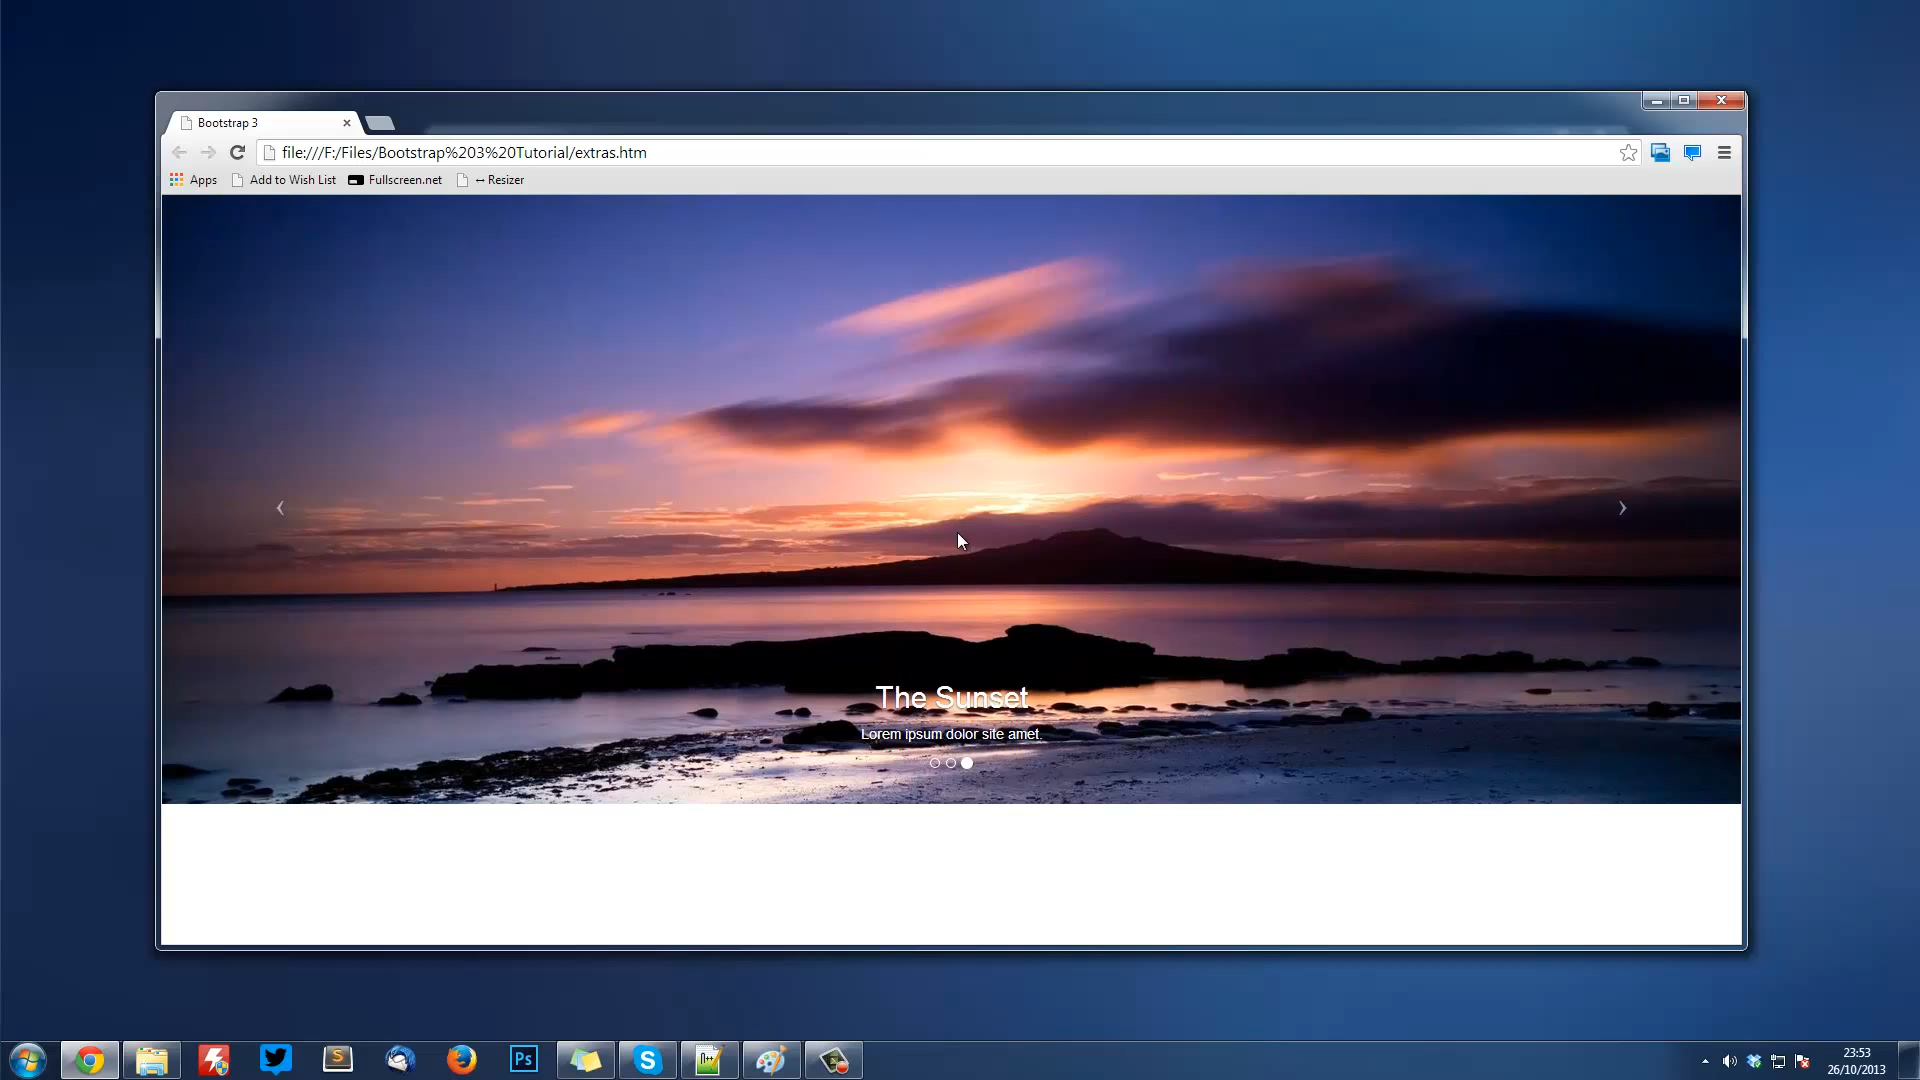 Bootstrap 3
file:///F:/Files/Bootstrap%203%20Tutorial/extras.htm
Apps Add to Wish List Fullscreen.net ↔ Resizer
The Sunset
Lorem ipsum dolor site amet.
S Ps S N++
23:53
26/10/2013